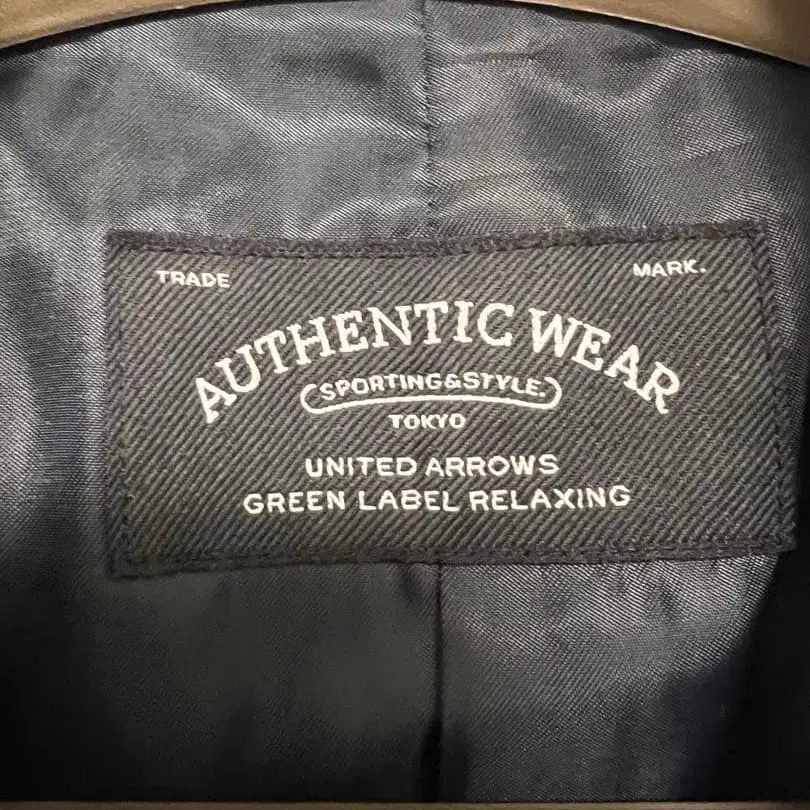 TRADE MARK.
AUTHENTIC WEAR
SPORTING&STYLE.
TOKYO
UNITED ARROWS
GREEN LABEL RELAXING